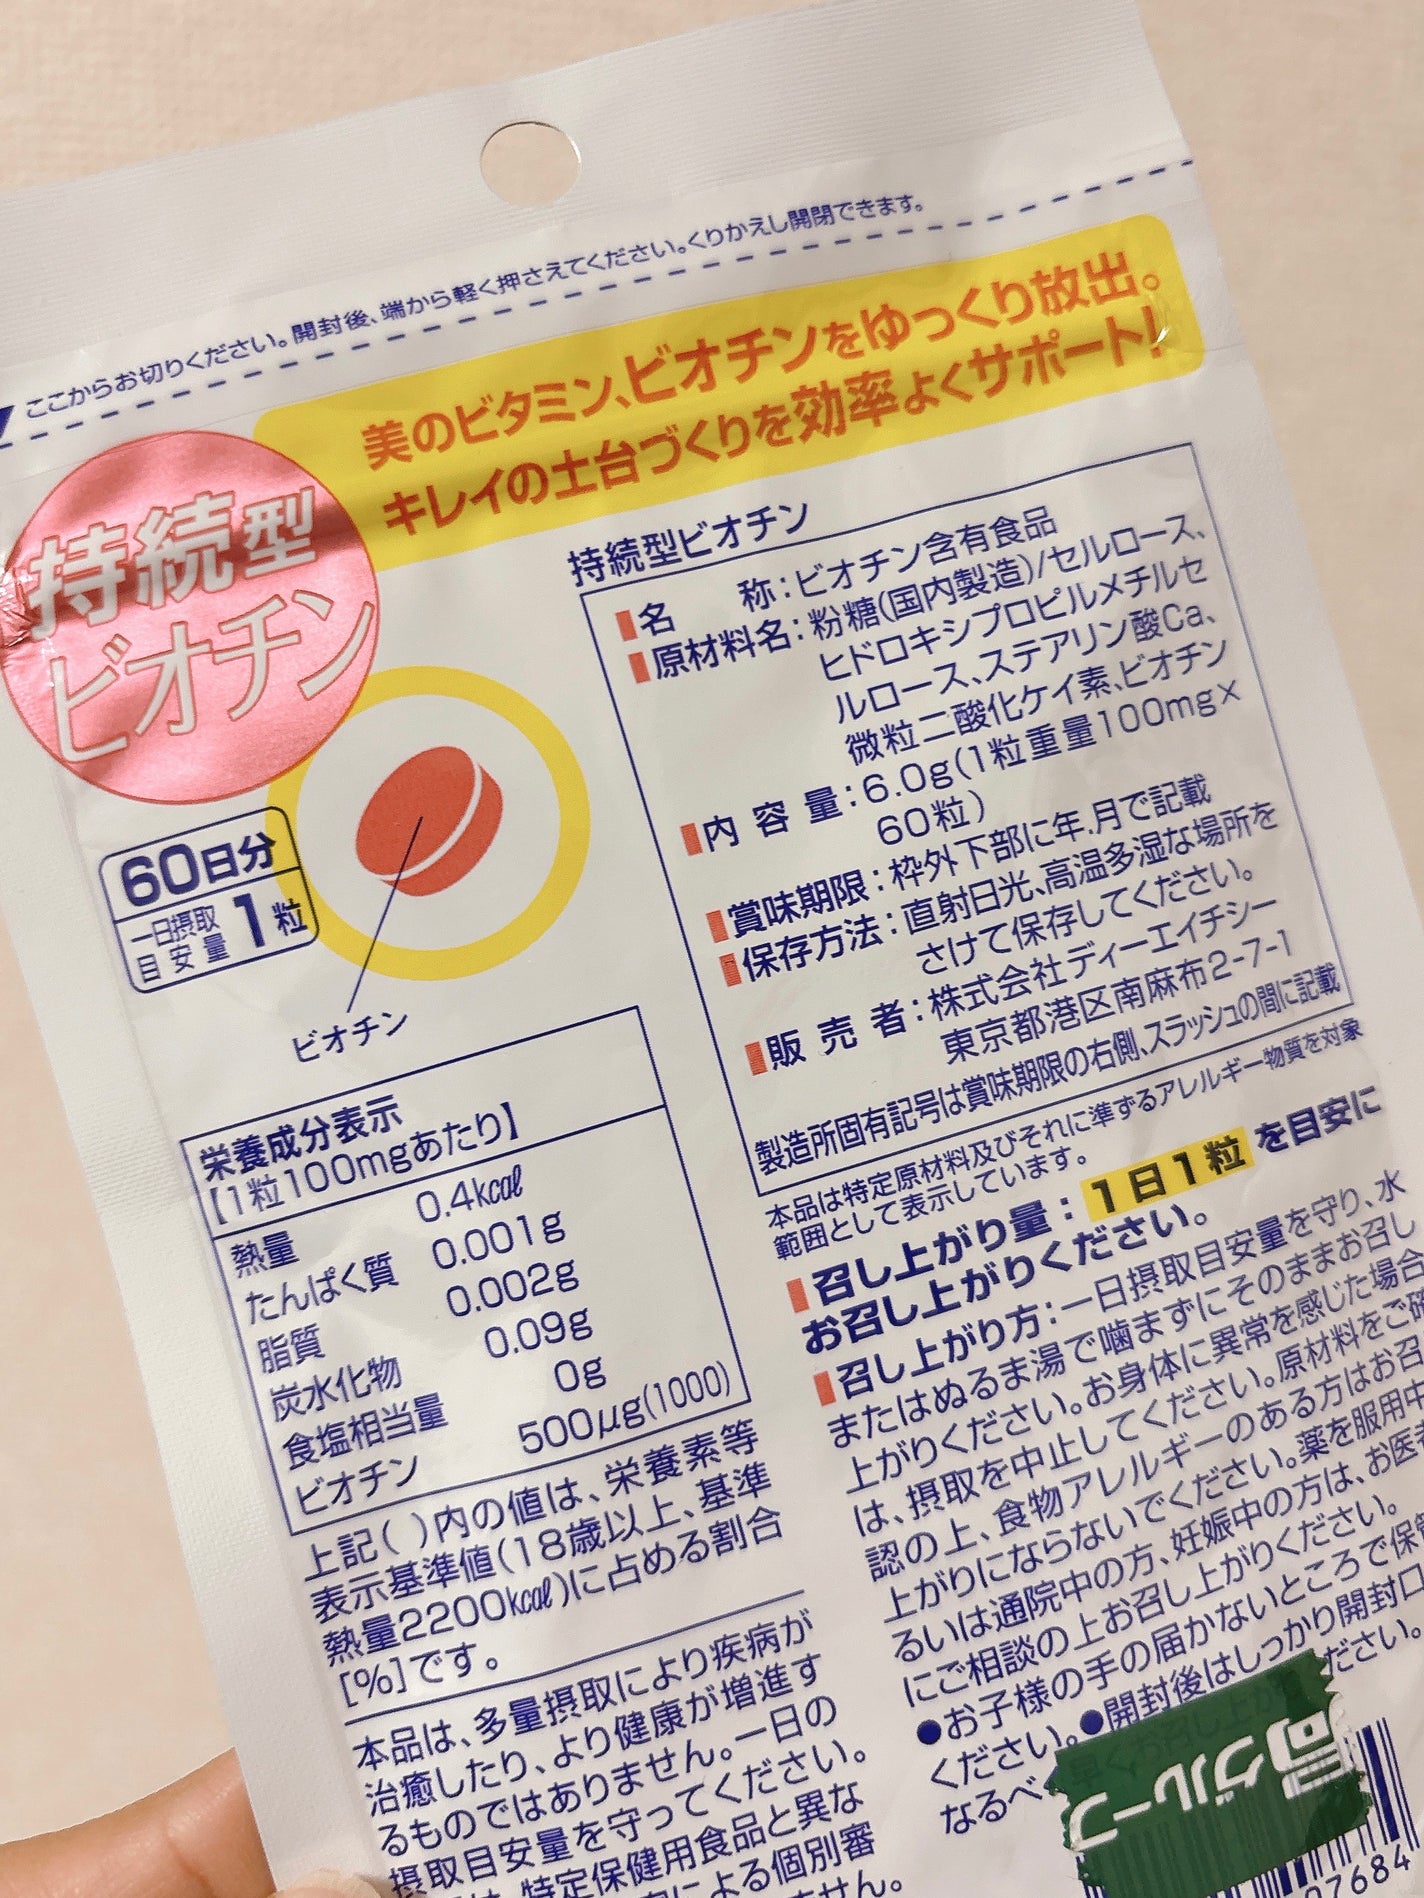 ここからお切りください。開封後、端から軽く押さえてください。くりかえし開閉できます。
美のビタミン、ビオチンをゆっくり放出。
キレイの土台づくりを効率よくサポート!
持続型
ビオチン
60日分
一日摂取
目安量
1粒
ビオチン
持続型ビオチン
名称:ビオチン含有食品
原材料名:粉糖(国内製造)/セルロース、
ヒドロキシプロピルメチルセ
ルロース、ステアリン酸Ca、
微粒二酸化ケイ素、ビオチン
内容量:6.0g(1粒重量100mg×
60粒)
賞味期限:枠外下部に年.月で記載
保存方法:直射日光、高温多湿な場所を
さけて保存してください。
販売者:株式会社ディーエイチシー
東京都港区南麻布2-7-1
製造所固有記号は賞味期限の右側、スラッシュの間に記載
本品は特定原材料及びそれに準ずるアレルギー物質を対象
範囲として表示しています。
召し上がり量:1日1粒を目安に
お召し上がりください。
召し上がり方:一日摂取目安量を守り、水
またはぬるま湯で噛まずにそのままお召し
上がりください。お身体に異常を感じた場合
は、摂取を中止してください。原材料をご確
認の上、食物アレルギーのある方はお召
上がりにならないでください。薬を服用中
るいは通院中の方、妊娠中の方は、お医者
にご相談の上お召し上がりください。
●お子様の手の届かないところで保管
ください。●開封後はしっかり開封口
なるべ
ださい。
栄養成分表示
【1粒100mgあたり】
熱量 0.4kcal
たんぱく質 0.001g
脂質 0.002g
炭水化物 0.09g
食塩相当量 0g
ビオチン 500μg(1000)
上記( )内の値は、栄養素等
表示基準値(18歳以上、基準
熱量2200kcal)に占める割合
[%]です。
本品は、多量摂取により疾病が
治癒したり、より健康が増進す
るものではありません。一日の
摂取目安量を守ってください。
特定保健用食品と異な
による個別審
ません。
グループ
07684